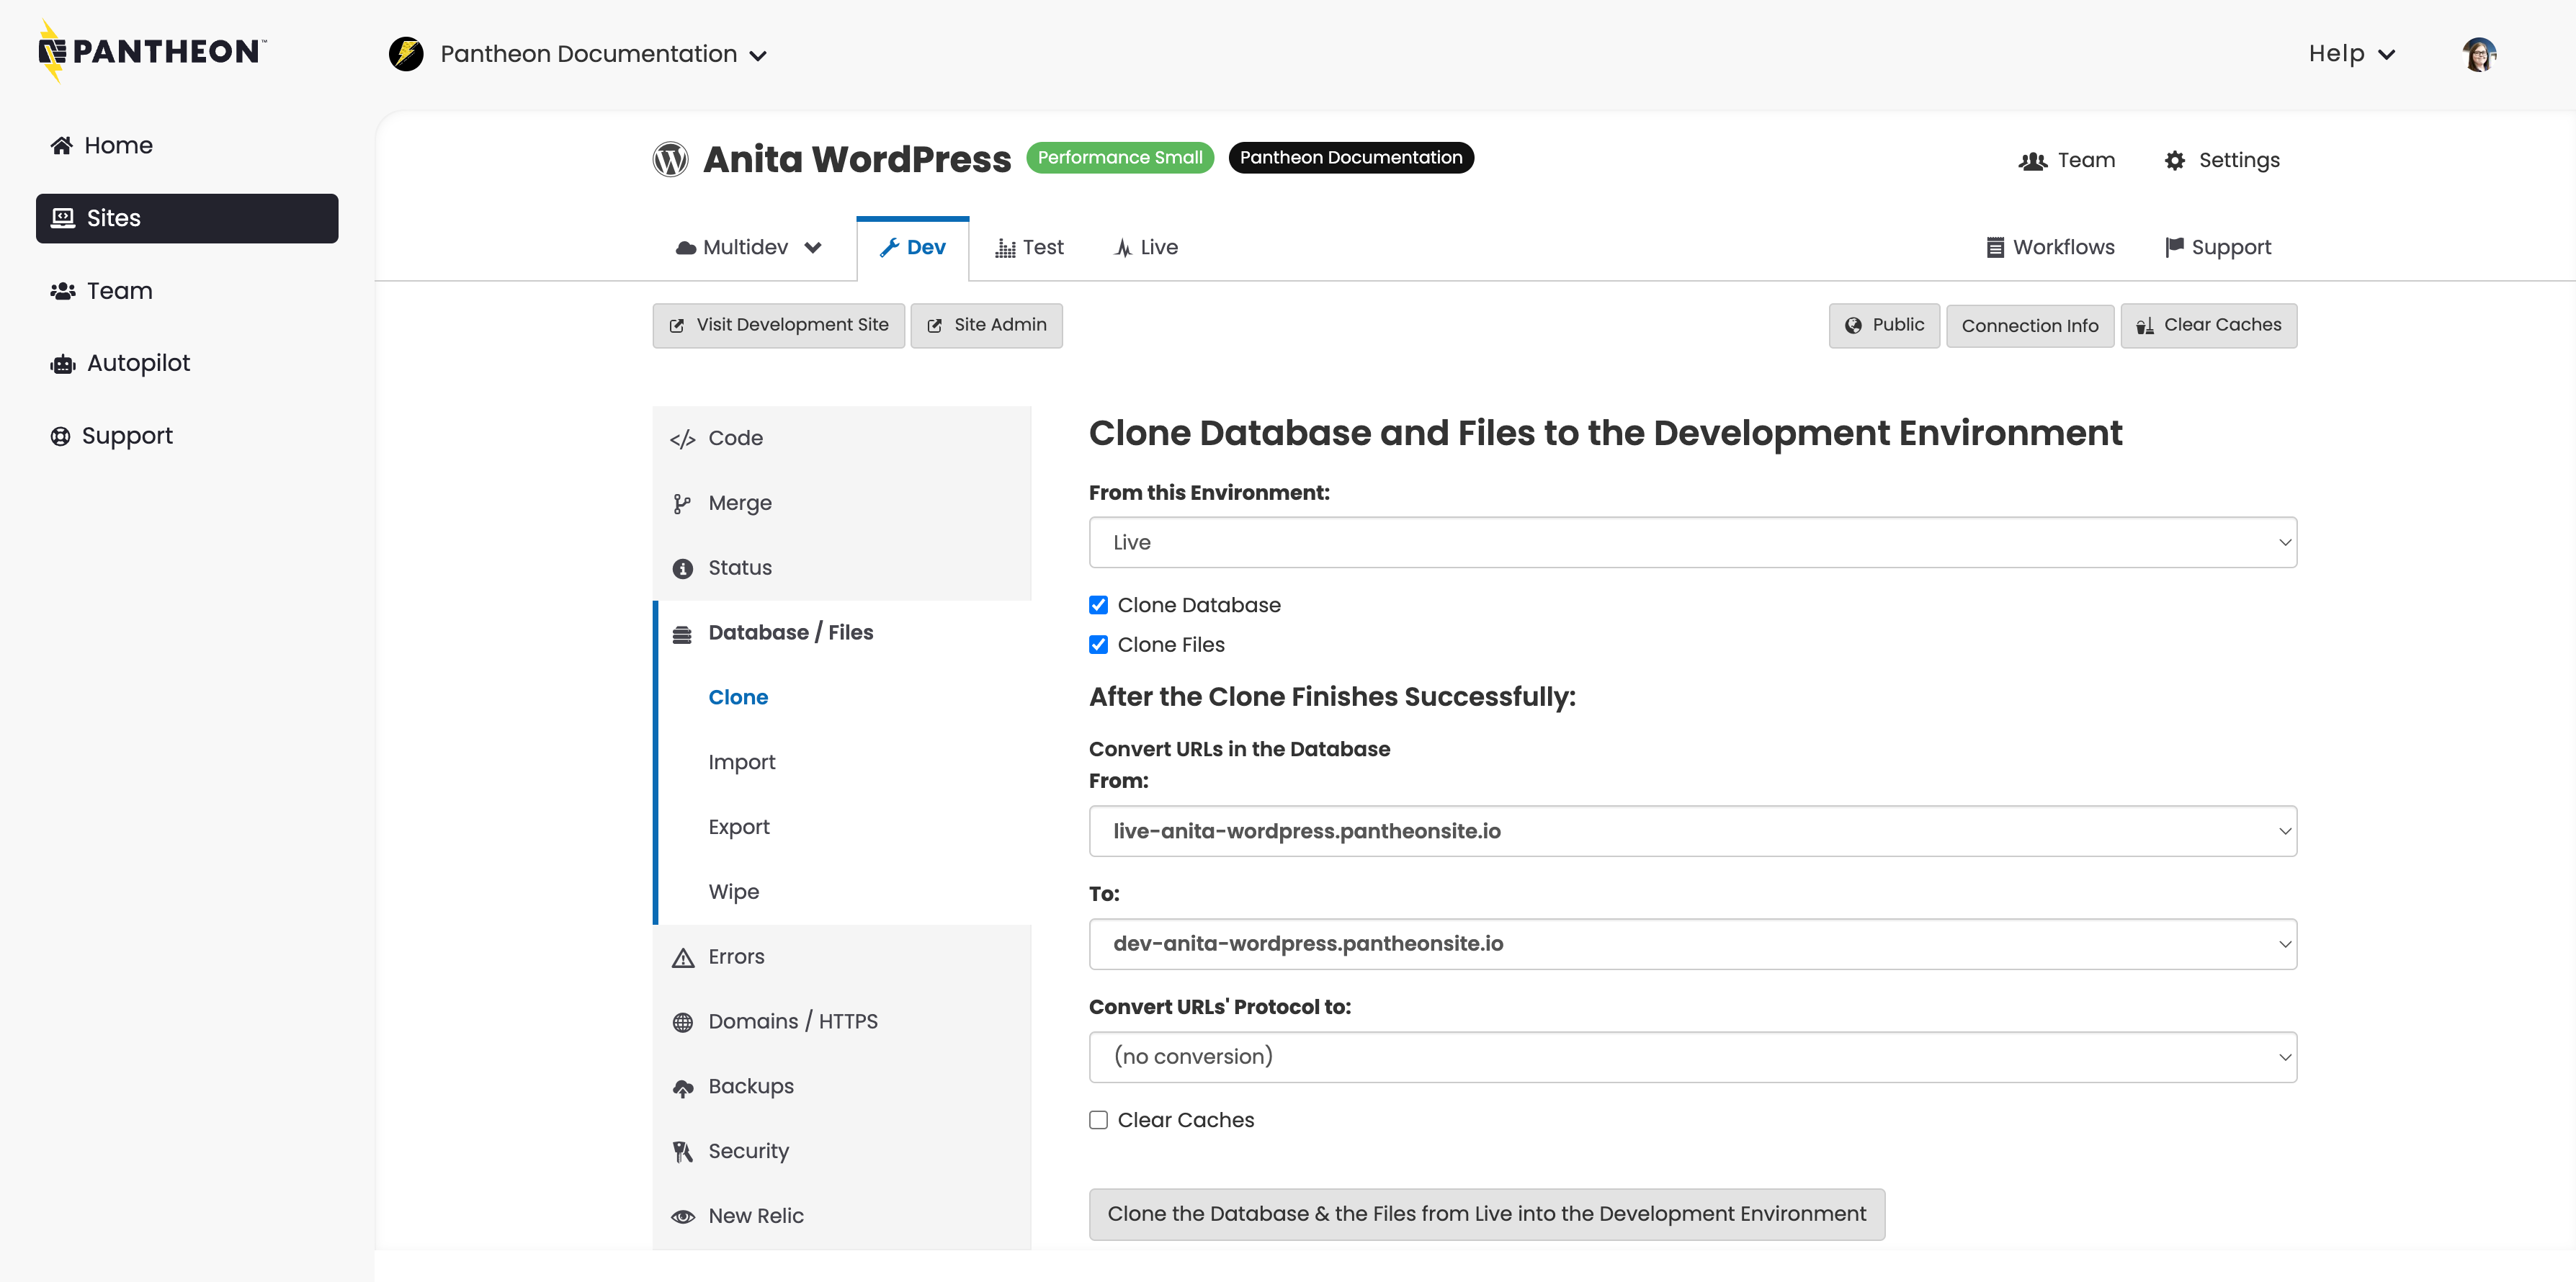 PANTHEON™
Pantheon Documentation
Help
Home
Sites
Team
Autopilot
Support
Anita WordPress
Performance Small
Pantheon Documentation
Team
Settings
Multidev
Dev
Test
Live
Workflows
Support
Visit Development Site
Site Admin
Public
Connection Info
Clear Caches
Code
Merge
Status
Database / Files
Clone
Import
Export
Wipe
Errors
Domains / HTTPS
Backups
Security
New Relic
Clone Database and Files to the Development Environment
From this Environment:
Live
Clone Database
Clone Files
After the Clone Finishes Successfully:
Convert URLs in the Database
From:
live-anita-wordpress.pantheonsite.io
To:
dev-anita-wordpress.pantheonsite.io
Convert URLs' Protocol to:
(no conversion)
Clear Caches
Clone the Database & the Files from Live into the Development Environment